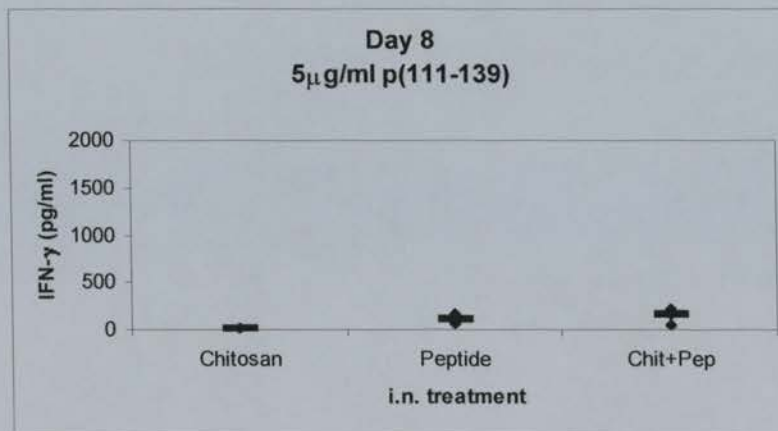 Day 8
5µg/ml p(111-139)
2000
1500
1000
500
0
IFN-γ (pg/ml)
Chitosan Peptide Chit+Pep
i.n. treatment